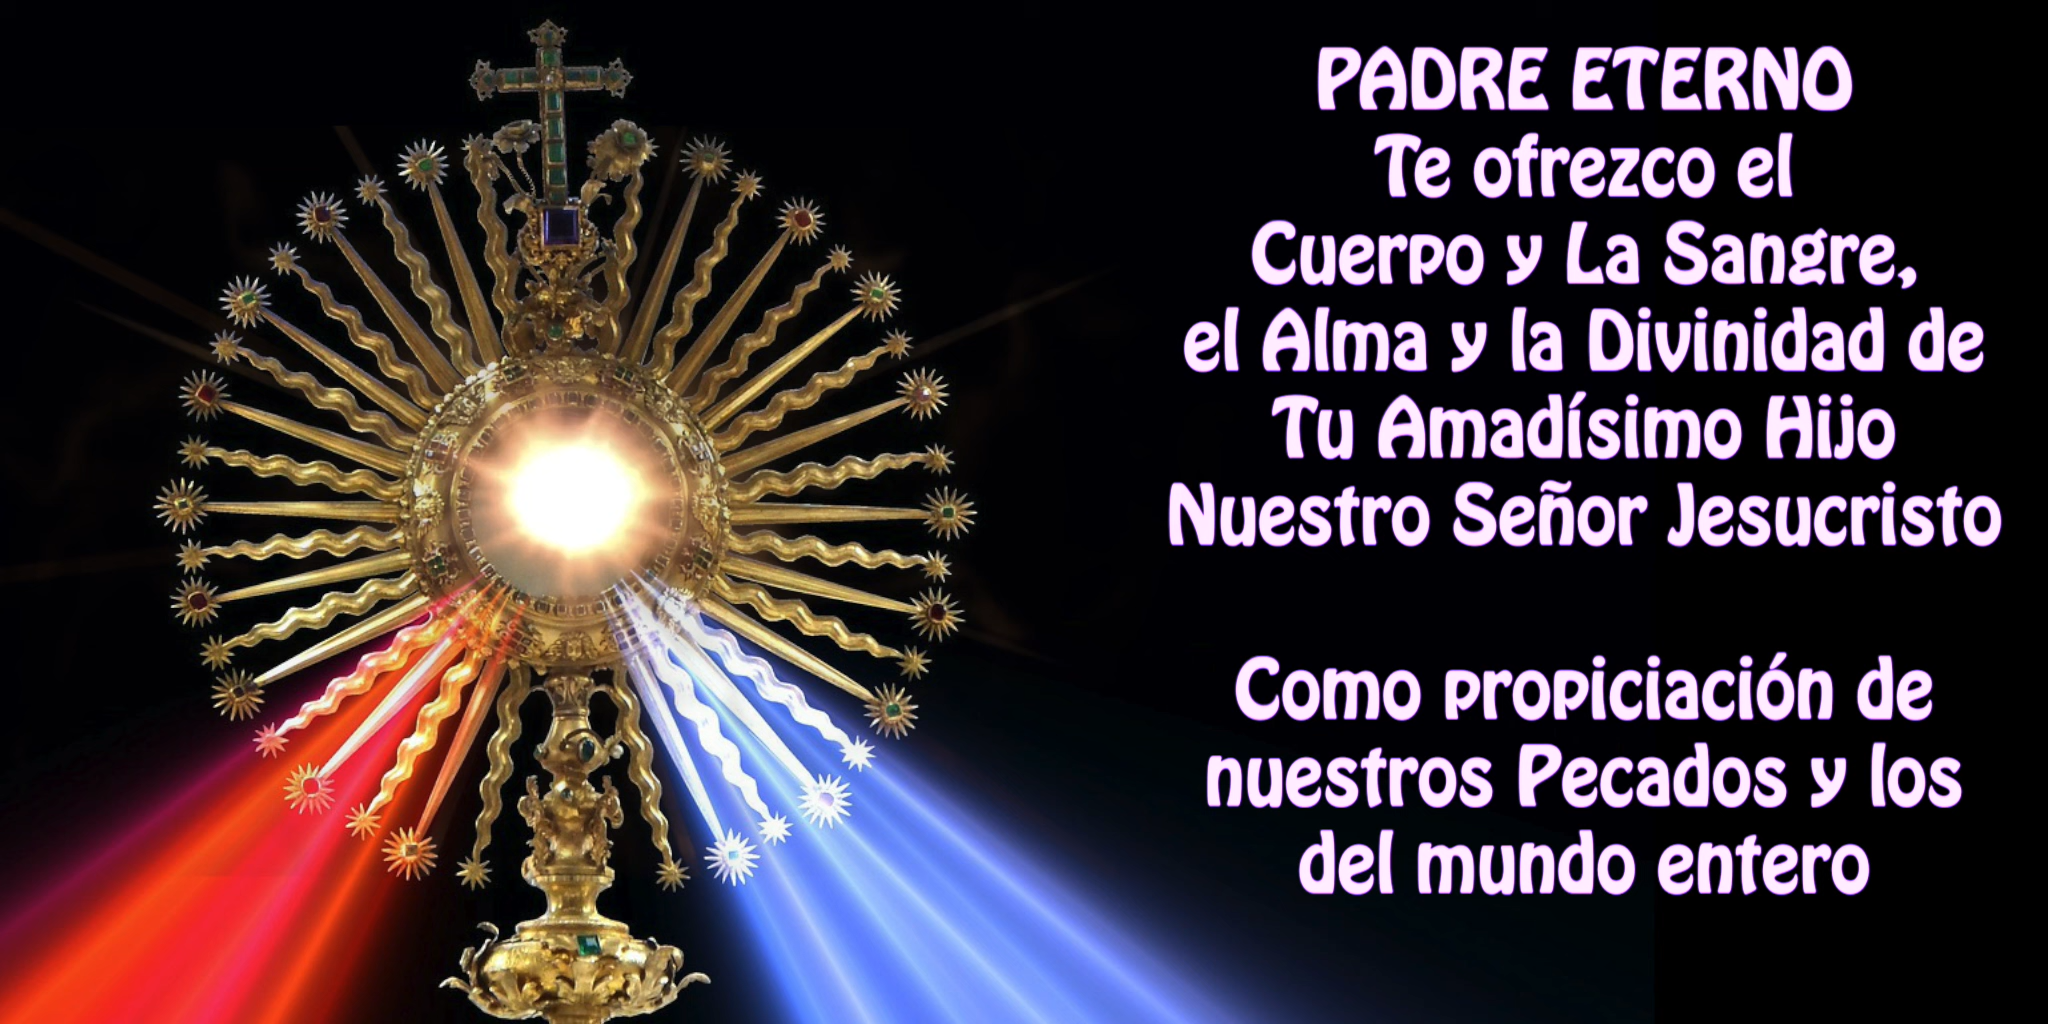 PADRE ETERNO
Te ofrezco el
Cuerpo y La Sangre,
el Alma y la Divinidad de
Tu Amadísimo Hijo
Nuestro Señor Jesucristo
Como propiciación de
nuestros Pecados y los
del mundo entero